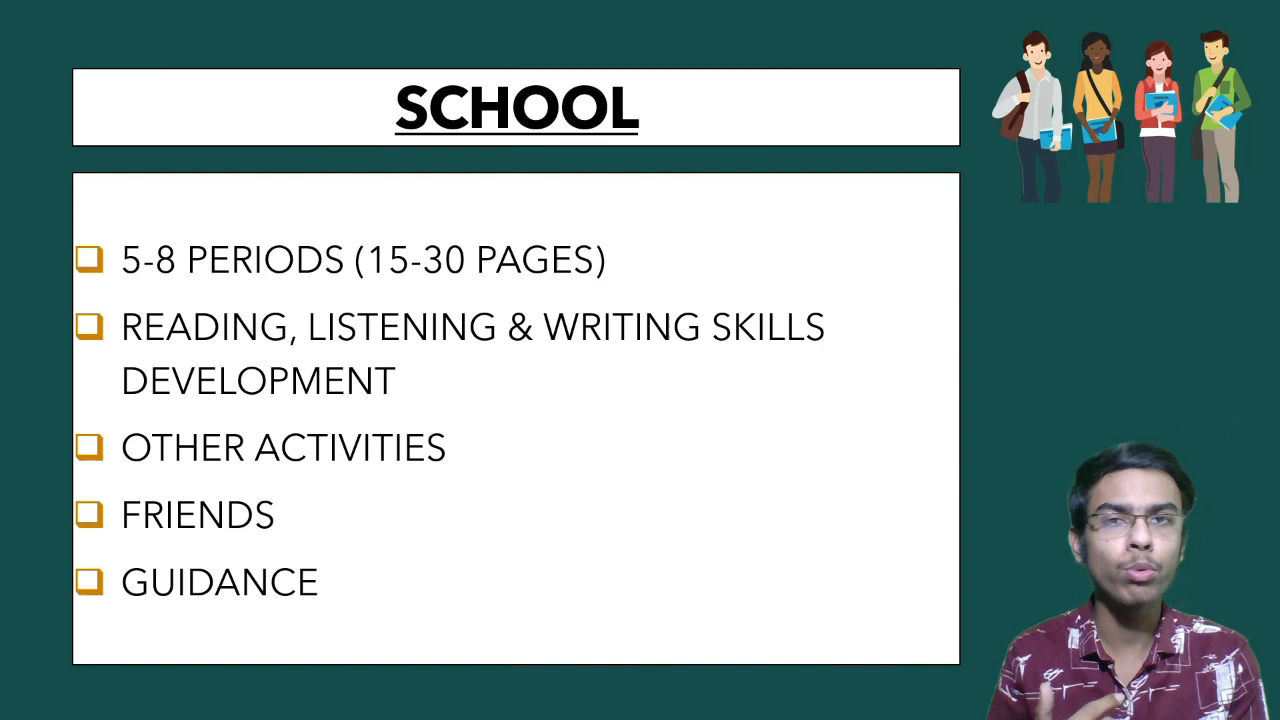 SCHOOL
5-8 PERIODS (15-30 PAGES)
READING, LISTENING & WRITING SKILLS
DEVELOPMENT
OTHER ACTIVITIES
FRIENDS
GUIDANCE